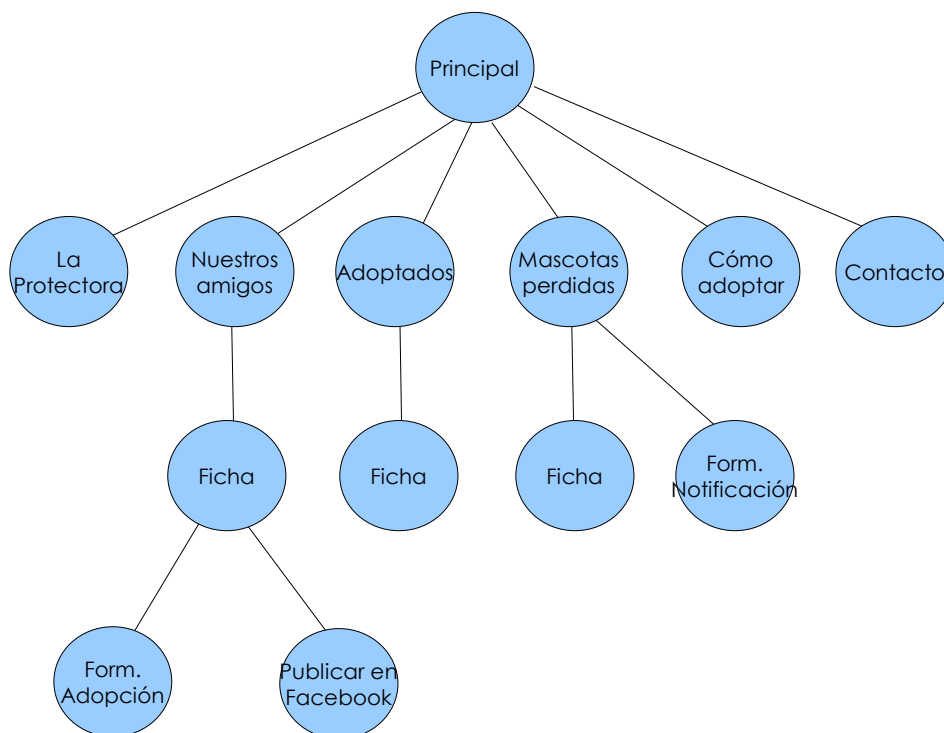 Principal
La
Protectora
Nuestros
amigos
Adoptados
Mascotas
perdidas
Cómo
adoptar
Contacto
Ficha
Ficha
Ficha
Form.
Notificación
Form.
Adopción
Publicar en
Facebook